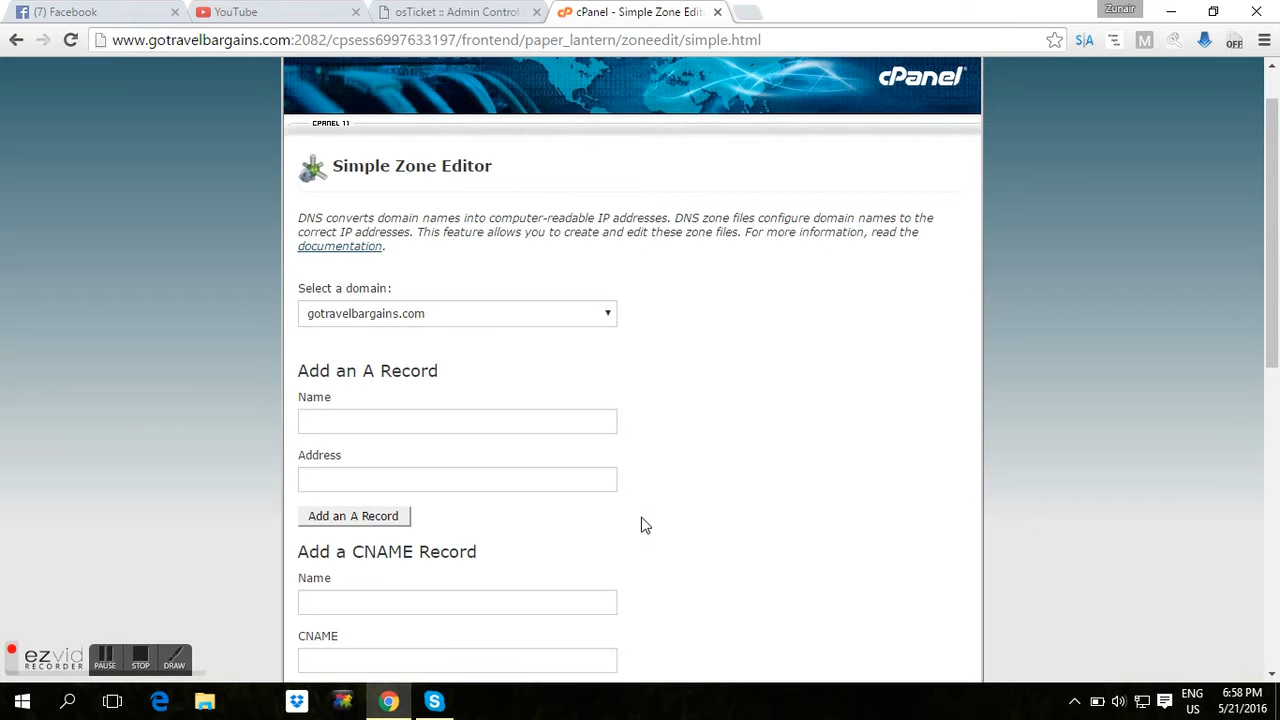 (7) Facebook
YouTube
osTicket :: Admin Control
cPanel - Simple Zone Edit
Zunair
www.gotravelbargains.com:2082/cpsess6997633197/frontend/paper_lantern/zoneedit/simple.html
S|A
M
OFF
cPanel®
CPANEL 11
Simple Zone Editor
DNS converts domain names into computer-readable IP addresses. DNS zone files configure domain names to the
correct IP addresses. This feature allows you to create and edit these zone files. For more information, read the
documentation.
Select a domain:
gotravelbargains.com
Add an A Record
Name
Address
Add an A Record
Add a CNAME Record
Name
CNAME
ezvid
RECORDER
PAUSE
STOP
DRAW
ENG
US
6:58 PM
5/21/2016